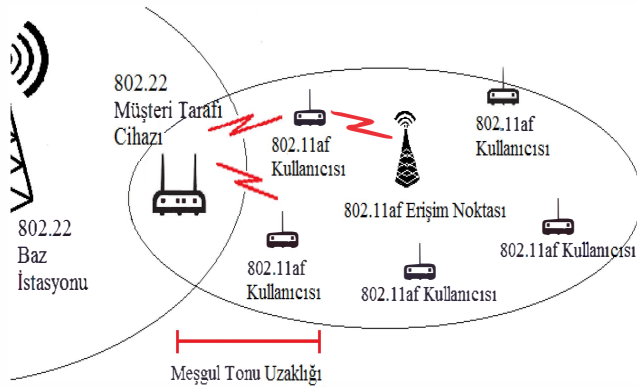 802.22
Müşteri Tarafı
Cihazı
802.22
Baz
İstasyonu
802.11af
Kullanıcısı
802.11af
Kullanıcısı
802.11af Erişim Noktası
802.11af
Kullanıcısı
802.11af Kullanıcısı
802.11af Kullanıcısı
Meşgul Tonu Uzaklığı